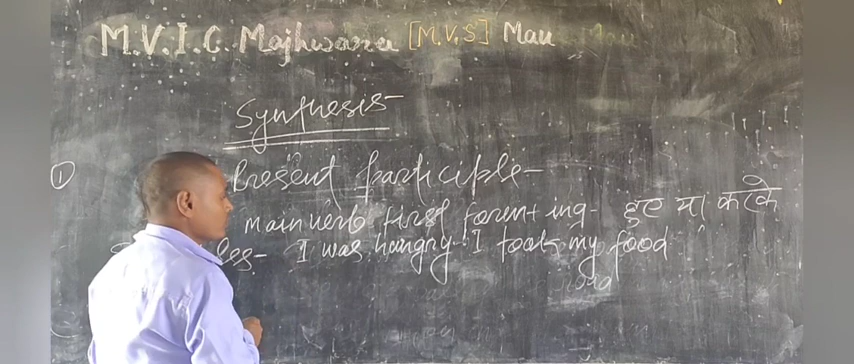 M.V.I.C. Majhwara [M.V.S] Mau
Synthesis-
① Present participle-
main verb first form + ing- हुए या करके
I was hungry. I took my food